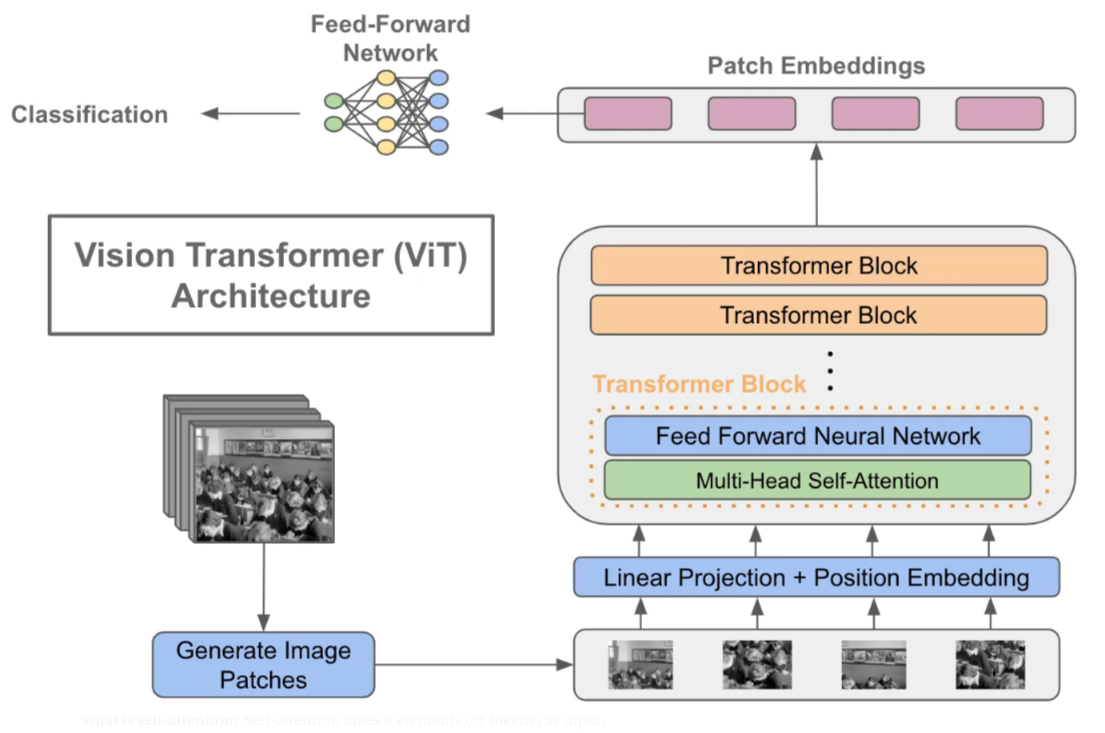 Feed-Forward
Network
Patch Embeddings
Classification
Vision Transformer (ViT)
Architecture
Transformer Block
Transformer Block
Transformer Block
Feed Forward Neural Network
Multi-Head Self-Attention
Linear Projection + Position Embedding
Generate Image
Patches
what is self-attention? Self-attention takes n elements (or tokens) as input,